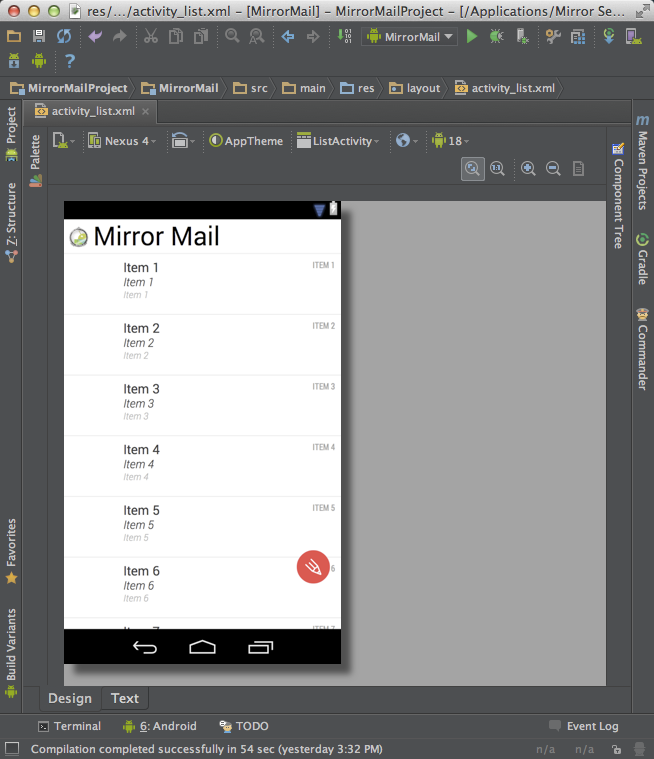 res/.../activity_list.xml – [MirrorMail] – MirrorMailProject – [/Applications/Mirror Se...
MirrorMail
?
MirrorMailProject MirrorMail src main res layout activity_list.xml
activity_list.xml
Nexus 4 AppTheme ListActivity 18
1:1
Project
Z: Structure
Favorites
Build Variants
Palette
Mirror Mail
Item 1 ITEM 1
Item 1
Item 1
Item 2 ITEM 2
Item 2
Item 2
Item 3 ITEM 3
Item 3
Item 3
Item 4 ITEM 4
Item 4
Item 4
Item 5 ITEM 5
Item 5
Item 5
Item 6 6
Item 6
Item 6
Component Tree
Maven Projects
Gradle
Commander
Design Text
Terminal 6: Android TODO Event Log
Compilation completed successfully in 54 sec (yesterday 3:32 PM) n/a n/a